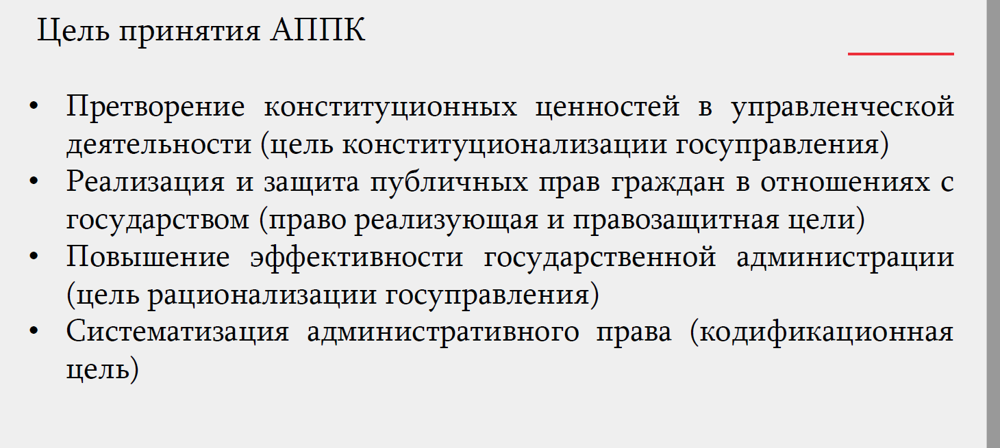 Цель принятия АППК
• Претворение конституционных ценностей в управленческой
деятельности (цель конституционализации госуправления)
• Реализация и защита публичных прав граждан в отношениях с
государством (право реализующая и правозащитная цели)
• Повышение эффективности государственной администрации
(цель рационализации госуправления)
• Систематизация административного права (кодификационная
цель)